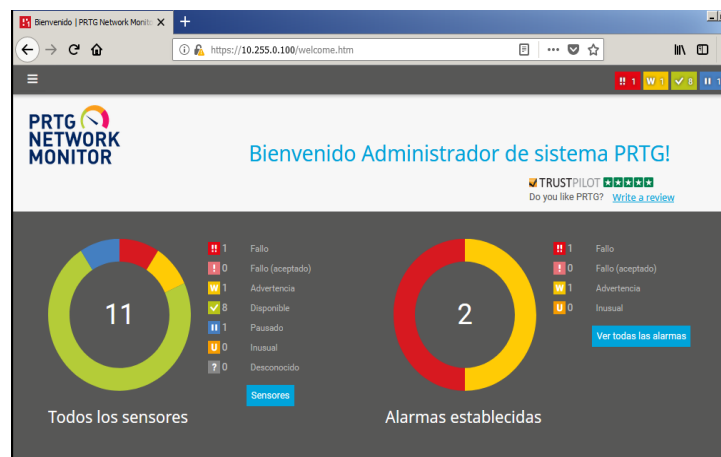 Bienvenido | PRTG Network Monito
https://10.255.0.100/welcome.htm
!! 1 W 1 8 1
PRTG
NETWORK
MONITOR
Bienvenido Administrador de sistema PRTG!
TRUSTPILOT
Do you like PRTG? Write a review
11
!! 1 Fallo
! 0 Fallo (aceptado)
W 1 Advertencia
8 Disponible
1 Pausado
U 0 Inusual
? 0 Desconocido
Sensores
Todos los sensores
2
!! 1 Fallo
! 0 Fallo (aceptado)
W 1 Advertencia
U 0 Inusual
Ver todas las alarmas
Alarmas establecidas